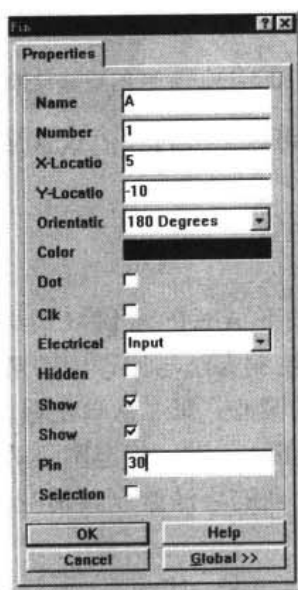 Pin
Properties
Name A
Number 1
X-Locatio 5
Y-Locatio -10
Orientatic 180 Degrees
Color
Dot
Clk
Electrical Input
Hidden
Show
Show
Pin 30
Selection
OK Help
Cancel Global >>